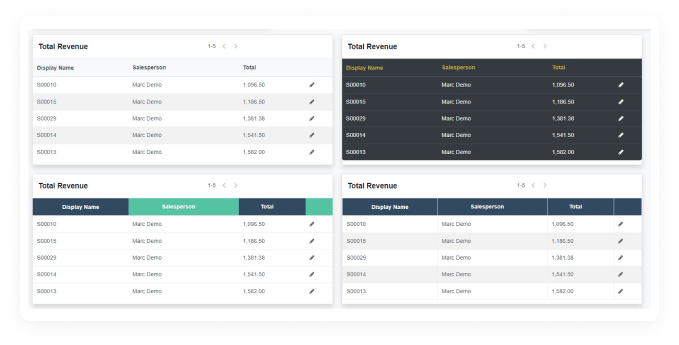 Total Revenue 1-5
Display Name Salesperson Total
S00010 Marc Demo 1,096.50
S00015 Marc Demo 1,186.50
S00029 Marc Demo 1,381.38
S00014 Marc Demo 1,541.50
S00013 Marc Demo 1,582.00
Total Revenue 1-5
Display Name Salesperson Total
S00010 Marc Demo 1,096.50
S00015 Marc Demo 1,186.50
S00029 Marc Demo 1,381.38
S00014 Marc Demo 1,541.50
S00013 Marc Demo 1,582.00
Total Revenue 1-5
Display Name Salesperson Total
S00010 Marc Demo 1,096.50
S00015 Marc Demo 1,186.50
S00029 Marc Demo 1,381.38
S00014 Marc Demo 1,541.50
S00013 Marc Demo 1,582.00
Total Revenue 1-5
Display Name Salesperson Total
S00010 Marc Demo 1,096.50
S00015 Marc Demo 1,186.50
S00029 Marc Demo 1,381.38
S00014 Marc Demo 1,541.50
S00013 Marc Demo 1,582.00